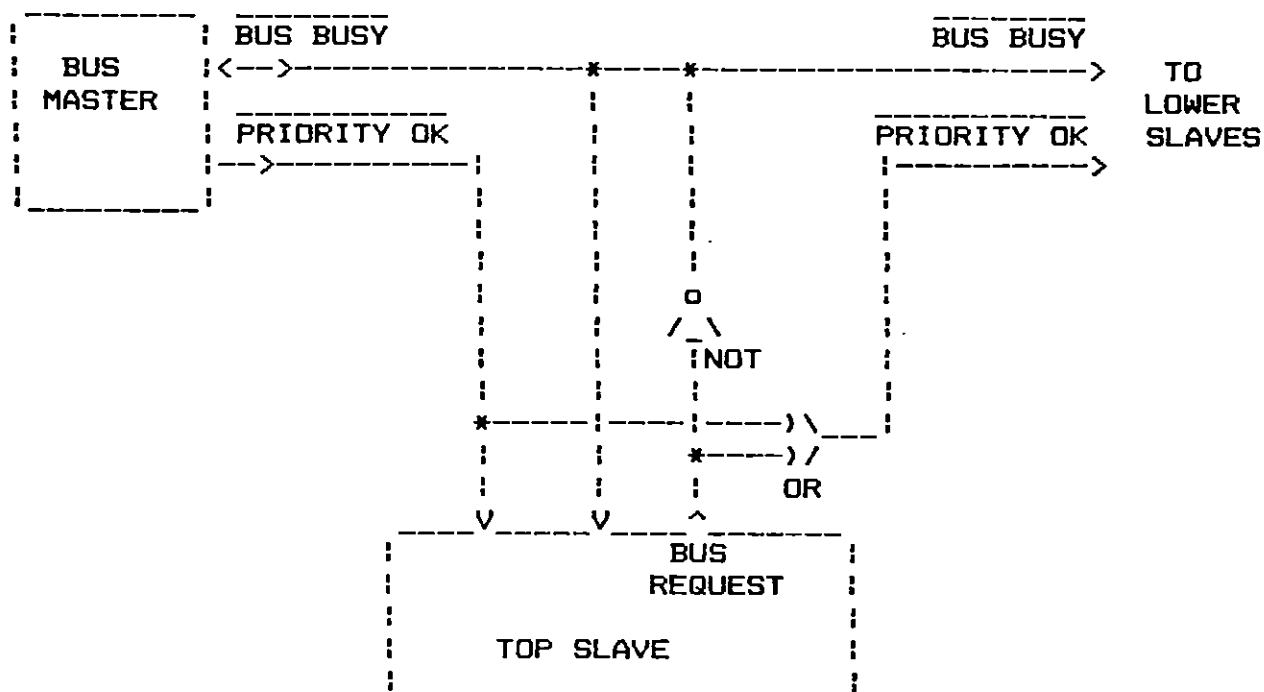 BUS BUSY
BUS BUSY
BUS
MASTER
TO
LOWER
SLAVES
PRIORITY OK
PRIORITY OK
NOT
OR
BUS
REQUEST
TOP SLAVE